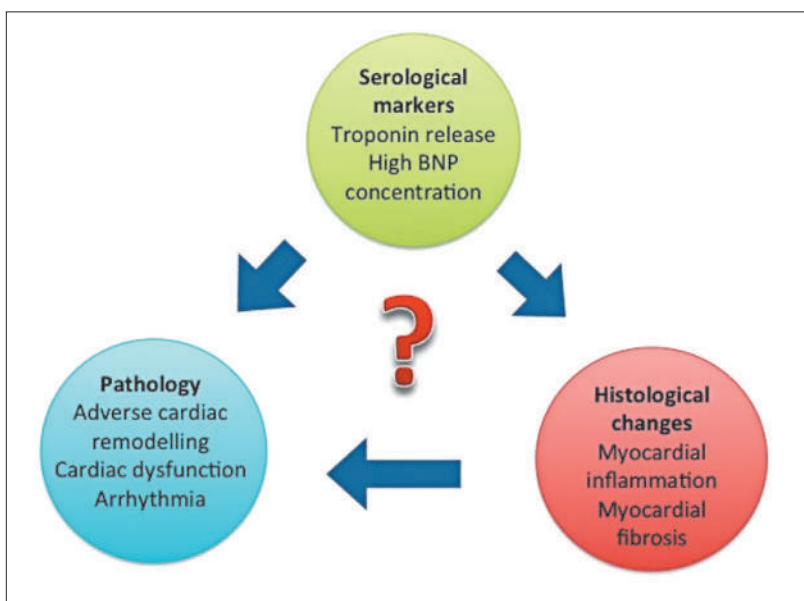 Serological
markers
Troponin release
High BNP
concentration
?
Pathology
Adverse cardiac
remodelling
Cardiac dysfunction
Arrhythmia
Histological
changes
Myocardial
inflammation
Myocardial
fibrosis